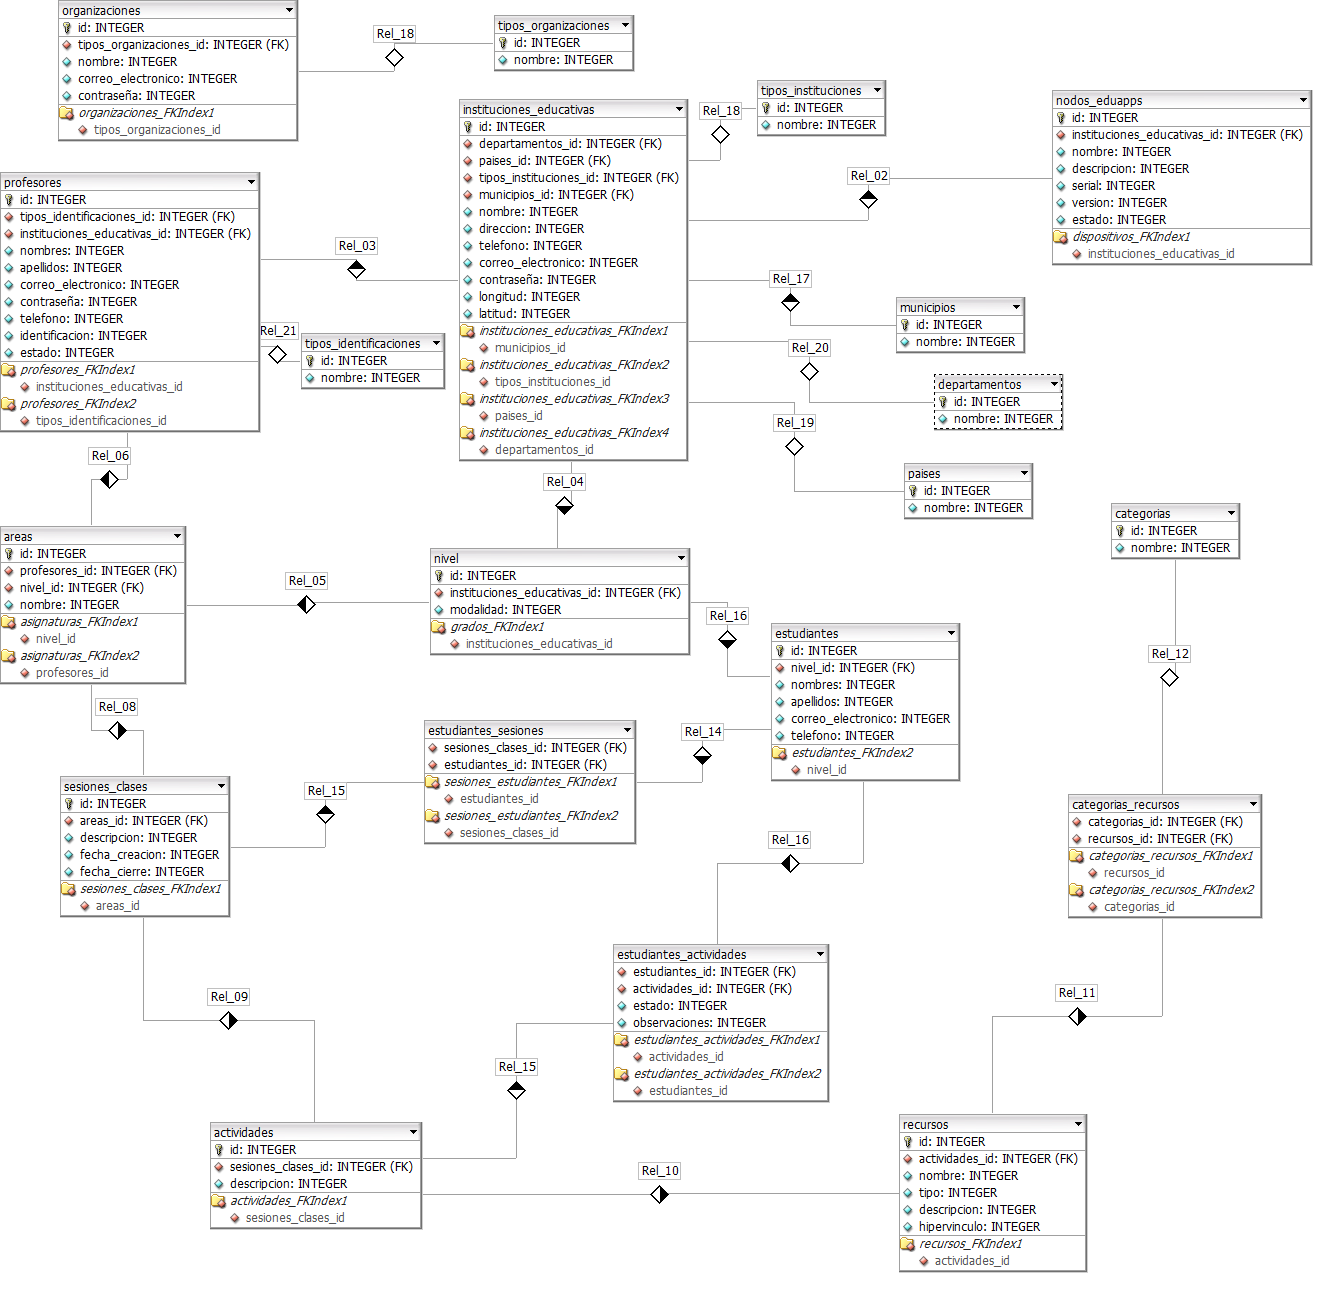 organizaciones
id: INTEGER
tipos_organizaciones_id: INTEGER (FK)
nombre: INTEGER
correo_electronico: INTEGER
contraseña: INTEGER
organizaciones_FKIndex1
tipos_organizaciones_id
Rel_18
tipos_organizaciones
id: INTEGER
nombre: INTEGER
instituciones_educativas
id: INTEGER
departamentos_id: INTEGER (FK)
paises_id: INTEGER (FK)
tipos_instituciones_id: INTEGER (FK)
municipios_id: INTEGER (FK)
nombre: INTEGER
direccion: INTEGER
telefono: INTEGER
correo_electronico: INTEGER
contraseña: INTEGER
longitud: INTEGER
latitud: INTEGER
instituciones_educativas_FKIndex1
municipios_id
instituciones_educativas_FKIndex2
tipos_instituciones_id
instituciones_educativas_FKIndex3
paises_id
instituciones_educativas_FKIndex4
departamentos_id
Rel_18
tipos_instituciones
id: INTEGER
nombre: INTEGER
Rel_02
nodos_eduapps
id: INTEGER
instituciones_educativas_id: INTEGER (FK)
nombre: INTEGER
descripcion: INTEGER
serial: INTEGER
version: INTEGER
estado: INTEGER
dispositivos_FKIndex1
instituciones_educativas_id
profesores
id: INTEGER
tipos_identificaciones_id: INTEGER (FK)
instituciones_educativas_id: INTEGER (FK)
nombres: INTEGER
apellidos: INTEGER
correo_electronico: INTEGER
contraseña: INTEGER
telefono: INTEGER
identificacion: INTEGER
estado: INTEGER
profesores_FKIndex1
instituciones_educativas_id
profesores_FKIndex2
tipos_identificaciones_id
Rel_03
Rel_21
tipos_identificaciones
id: INTEGER
nombre: INTEGER
Rel_17
municipios
id: INTEGER
nombre: INTEGER
Rel_20
departamentos
id: INTEGER
nombre: INTEGER
Rel_19
paises
id: INTEGER
nombre: INTEGER
Rel_06
Rel_04
areas
id: INTEGER
profesores_id: INTEGER (FK)
nivel_id: INTEGER (FK)
nombre: INTEGER
asignaturas_FKIndex1
nivel_id
asignaturas_FKIndex2
profesores_id
Rel_05
nivel
id: INTEGER
instituciones_educativas_id: INTEGER (FK)
modalidad: INTEGER
grados_FKIndex1
instituciones_educativas_id
Rel_16
estudiantes
id: INTEGER
nivel_id: INTEGER (FK)
nombres: INTEGER
apellidos: INTEGER
correo_electronico: INTEGER
telefono: INTEGER
estudiantes_FKIndex2
nivel_id
categorias
id: INTEGER
nombre: INTEGER
Rel_12
Rel_08
sesiones_clases
id: INTEGER
areas_id: INTEGER (FK)
descripcion: INTEGER
fecha_creacion: INTEGER
fecha_cierre: INTEGER
sesiones_clases_FKIndex1
areas_id
Rel_15
estudiantes_sesiones
sesiones_clases_id: INTEGER (FK)
estudiantes_id: INTEGER (FK)
sesiones_estudiantes_FKIndex1
estudiantes_id
sesiones_estudiantes_FKIndex2
sesiones_clases_id
Rel_14
Rel_16
categorias_recursos
categorias_id: INTEGER (FK)
recursos_id: INTEGER (FK)
categorias_recursos_FKIndex1
recursos_id
categorias_recursos_FKIndex2
categorias_id
Rel_09
estudiantes_actividades
estudiantes_id: INTEGER (FK)
actividades_id: INTEGER (FK)
estado: INTEGER
observaciones: INTEGER
estudiantes_actividades_FKIndex1
actividades_id
estudiantes_actividades_FKIndex2
estudiantes_id
Rel_11
Rel_15
actividades
id: INTEGER
sesiones_clases_id: INTEGER (FK)
descripcion: INTEGER
actividades_FKIndex1
sesiones_clases_id
Rel_10
recursos
id: INTEGER
actividades_id: INTEGER (FK)
nombre: INTEGER
tipo: INTEGER
descripcion: INTEGER
hipervinculo: INTEGER
recursos_FKIndex1
actividades_id